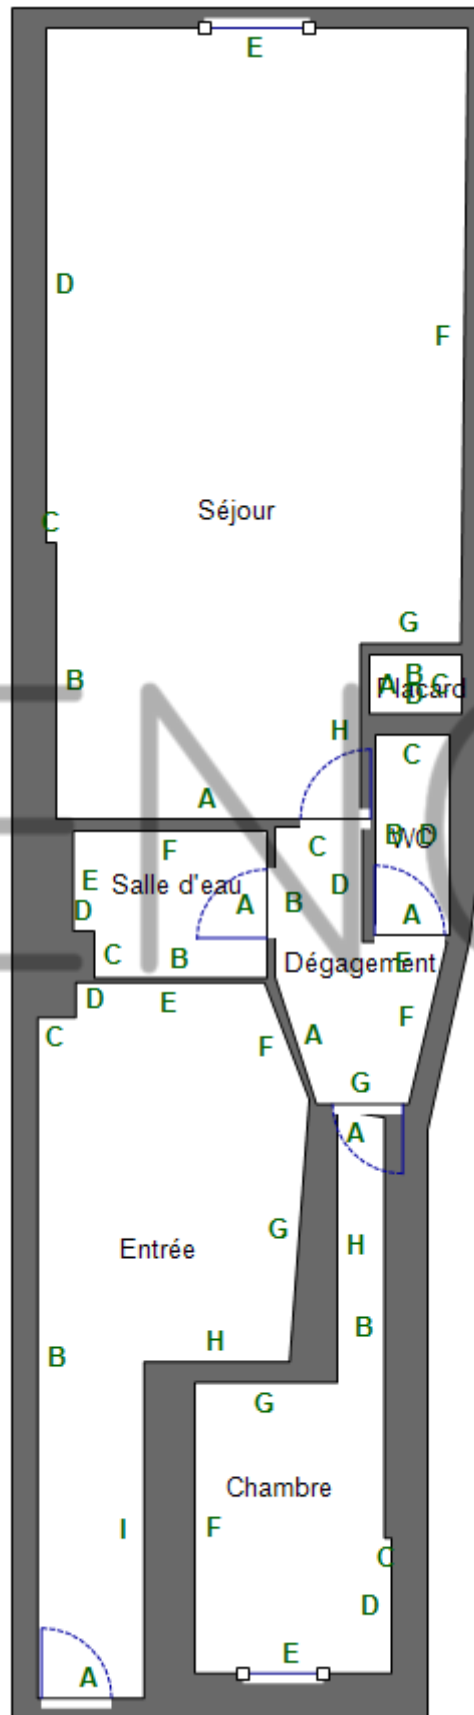 E
D
F
Séjour
C
G
B
A B C
D
Placard
H
C
A
F
C
B D
WC
E
Salle d'eau
D
A
B
D
A
C
B
Dégagement
E
D
E
F
C
F
A
G
A
G
H
Entrée
B
H
B
G
Chambre
I
F
C
D
E
A